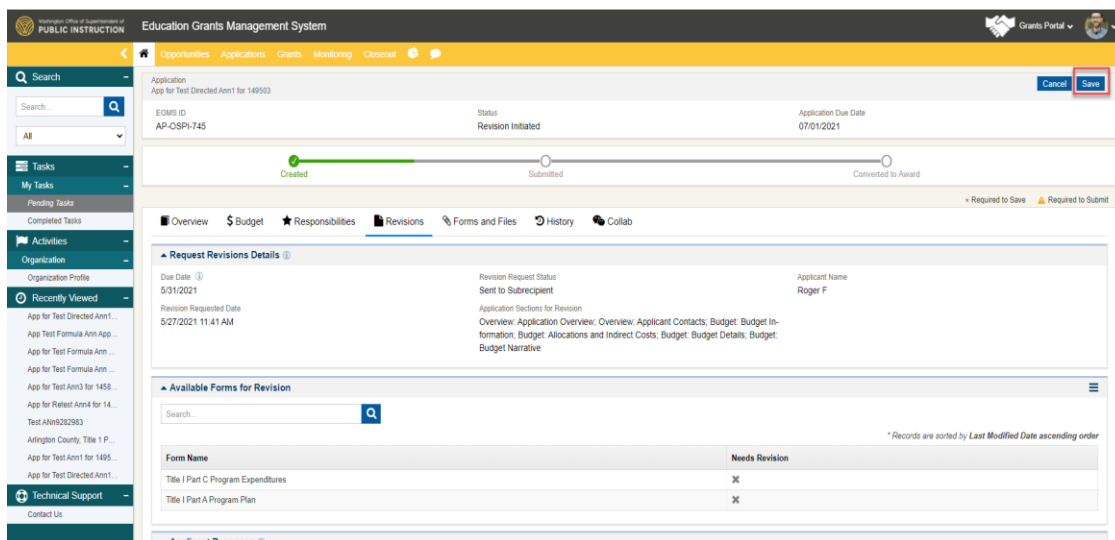 Washington Office of Superintendent of
PUBLIC INSTRUCTION
Education Grants Management System
Grants Portal
Opportunities Applications Grants Monitoring Closeout
Search
Search...
All
Tasks
My Tasks
Pending Tasks
Completed Tasks
Activities
Organization
Organization Profile
Recently Viewed
App for Test Directed Ann1...
App Test Formula Ann App...
App for Test Formula Ann ...
App for Test Formula Ann ...
App for Test Ann3 for 1458...
App for Retest Ann4 for 14...
Test ANn9282983
Arlington County, Title 1 P...
App for Test Ann1 for 1495...
App for Test Directed Ann1...
Technical Support
Contact Us
Application
App for Test Directed Ann1 for 149503
Cancel Save
EGMS ID Status Application Due Date
AP-OSPI-745 Revision Initiated 07/01/2021
Created Submitted Converted to Award
Required to Save Required to Submit
Overview $ Budget Responsibilities Revisions Forms and Files History Collab
Request Revisions Details
Due Date Revision Request Status Applicant Name
5/31/2021 Sent to Subrecipient Roger F
Revision Requested Date Application Sections for Revision
5/27/2021 11:41 AM Overview: Application Overview; Overview: Applicant Contacts; Budget: Budget In-
formation; Budget: Allocations and Indirect Costs; Budget: Budget Details; Budget:
Budget Narrative
Available Forms for Revision
Search...
* Records are sorted by Last Modified Date ascending order
Form Name Needs Revision
Title I Part C Program Expenditures
Title I Part A Program Plan